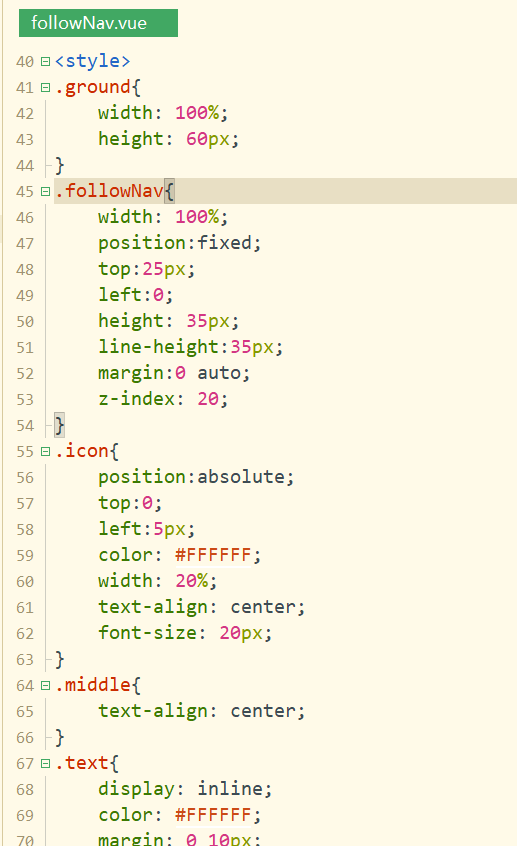 followNav.vue
40 <style>
41 .ground{
42 width: 100%;
43 height: 60px;
44 }
45 .followNav{
46 width: 100%;
47 position:fixed;
48 top:25px;
49 left:0;
50 height: 35px;
51 line-height:35px;
52 margin:0 auto;
53 z-index: 20;
54 }
55 .icon{
56 position:absolute;
57 top:0;
58 left:5px;
59 color: #FFFFFF;
60 width: 20%;
61 text-align: center;
62 font-size: 20px;
63 }
64 .middle{
65 text-align: center;
66 }
67 .text{
68 display: inline;
69 color: #FFFFFF;
70 margin: 0 10px;